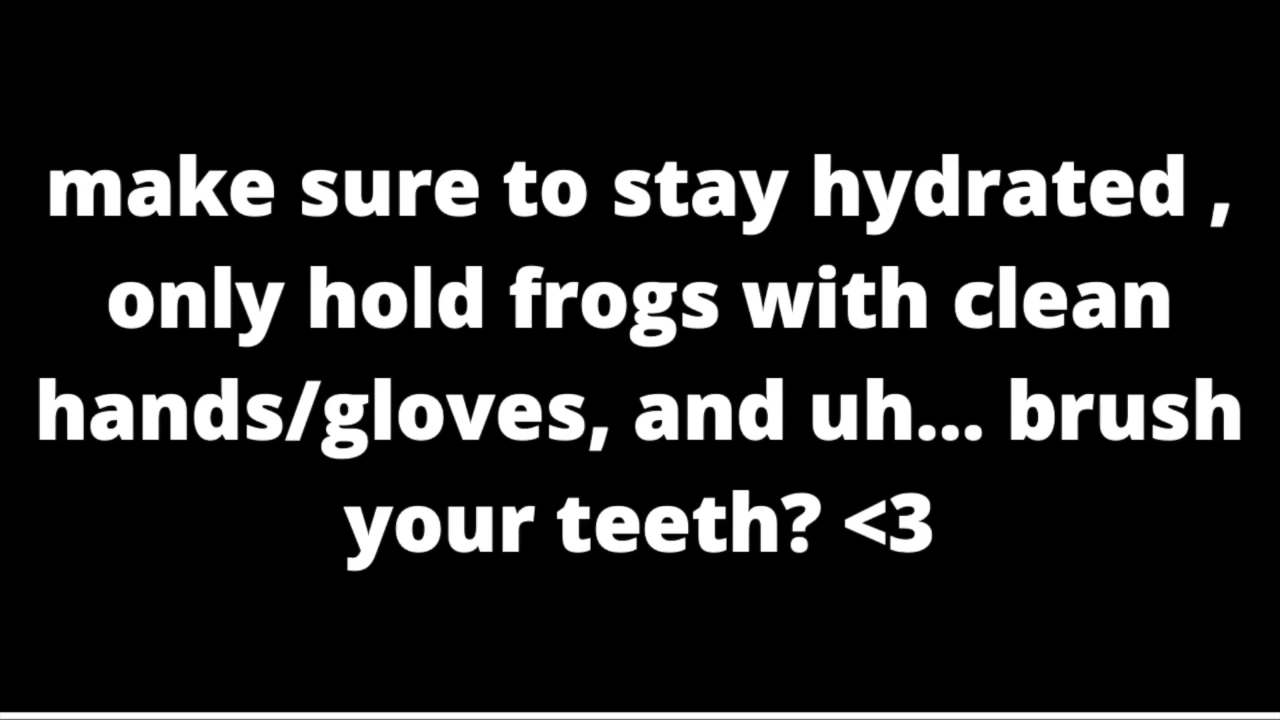 make sure to stay hydrated ,
only hold frogs with clean
hands/gloves, and uh... brush
your teeth? <3